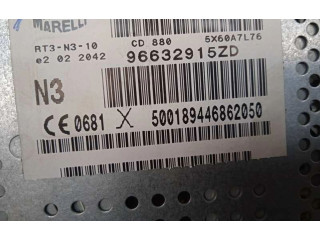 MARELLI
RT3-N3-10 CD 880 5X60A7L76
e2 02 2042 96632915ZD
N3
CE 0681 500189446862050